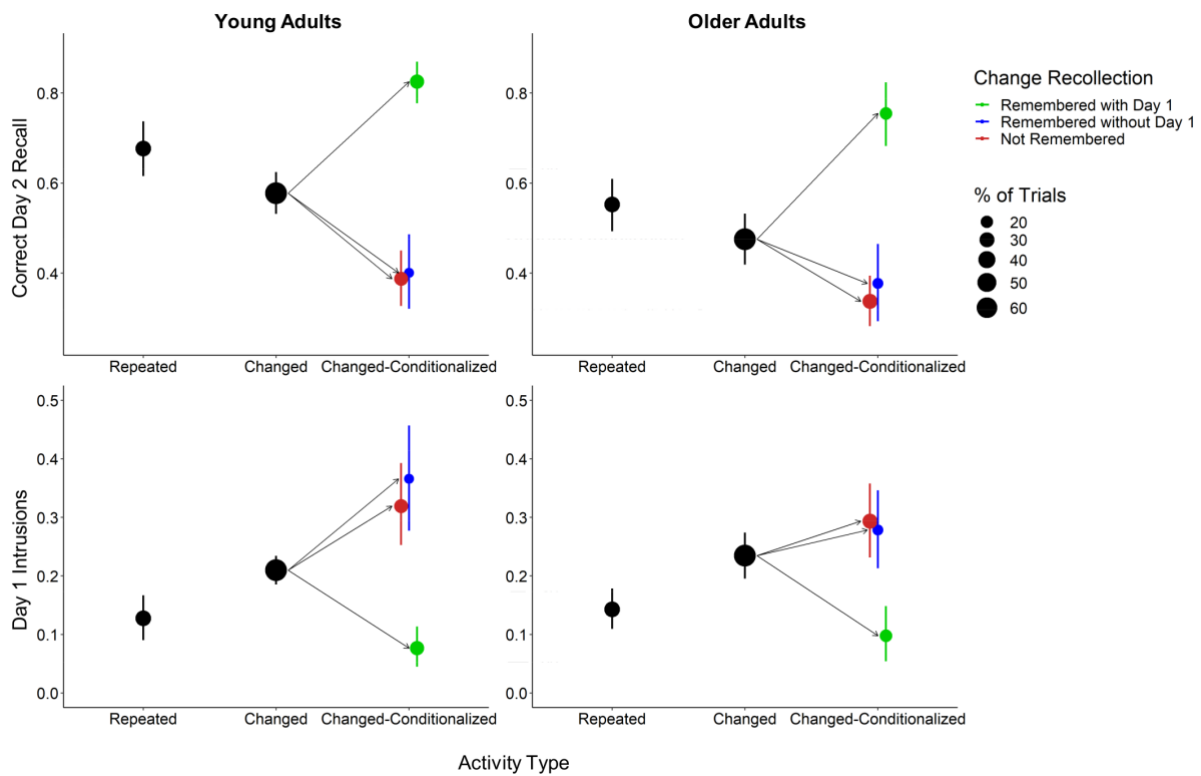 Young Adults
Older Adults
Correct Day 2 Recall
0.8
0.6
0.4
Repeated
Changed
Changed-Conditionalized
0.8
0.6
0.4
Repeated
Changed
Changed-Conditionalized
Change Recollection
Remembered with Day 1
Remembered without Day 1
Not Remembered
% of Trials
20
30
40
50
60
Day 1 Intrusions
0.5
0.4
0.3
0.2
0.1
0.0
Repeated
Changed
Changed-Conditionalized
0.5
0.4
0.3
0.2
0.1
0.0
Repeated
Changed
Changed-Conditionalized
Activity Type